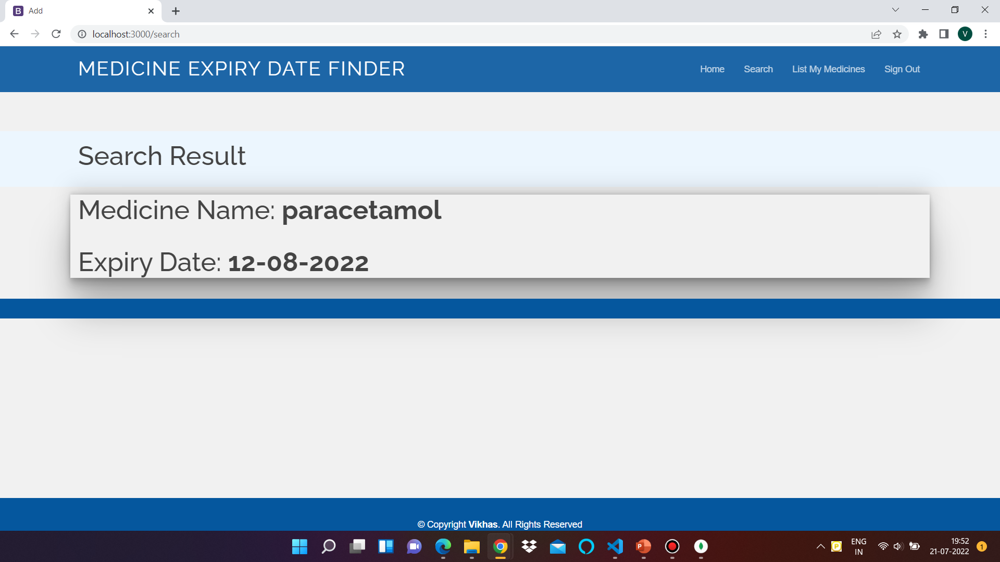 Add
localhost:3000/search
V
MEDICINE EXPIRY DATE FINDER
Home Search List My Medicines Sign Out
Search Result
Medicine Name: paracetamol
Expiry Date: 12-08-2022
© Copyright Vikhas. All Rights Reserved
ENG
IN
19:52
21-07-2022
1